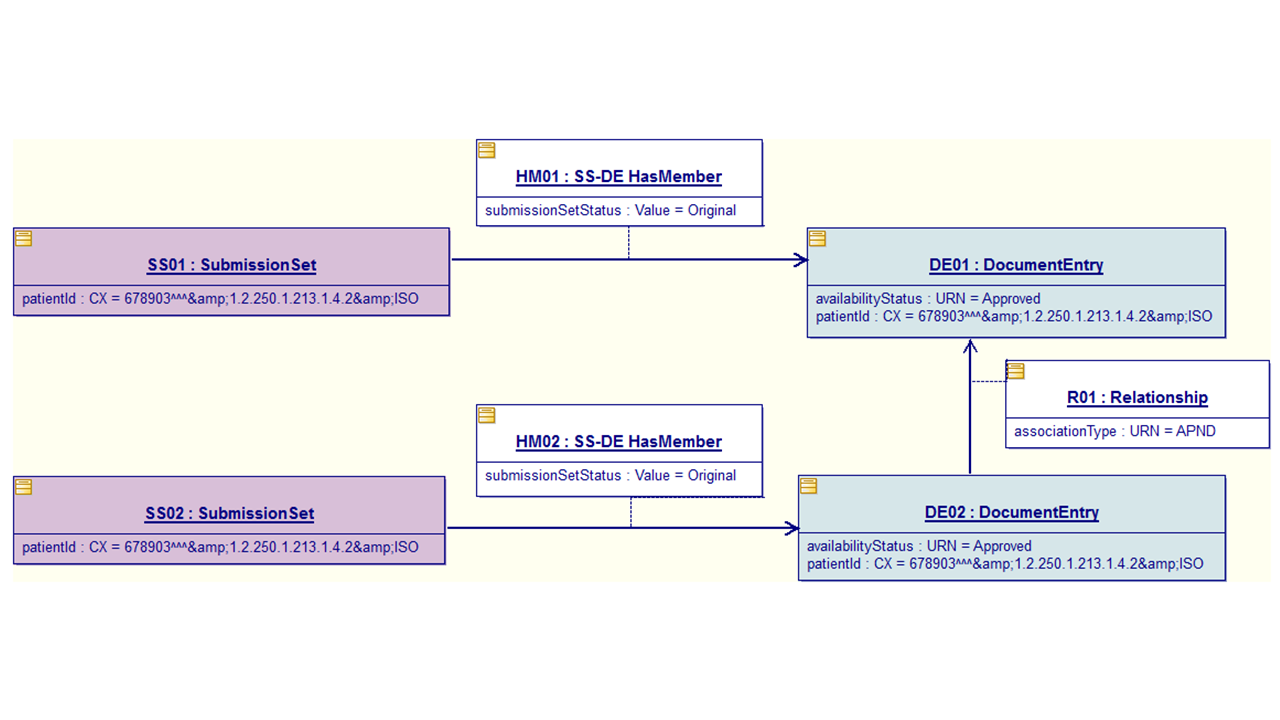 HM01 : SS-DE HasMember
submissionSetStatus : Value = Original
SS01 : SubmissionSet
patientId : CX = 678903^^^&amp;1.2.250.1.213.1.4.2&amp;ISO
DE01 : DocumentEntry
availabilityStatus : URN = Approved
patientId : CX = 678903^^^&amp;1.2.250.1.213.1.4.2&amp;ISO
R01 : Relationship
associationType : URN = APND
HM02 : SS-DE HasMember
submissionSetStatus : Value = Original
SS02 : SubmissionSet
patientId : CX = 678903^^^&amp;1.2.250.1.213.1.4.2&amp;ISO
DE02 : DocumentEntry
availabilityStatus : URN = Approved
patientId : CX = 678903^^^&amp;1.2.250.1.213.1.4.2&amp;ISO